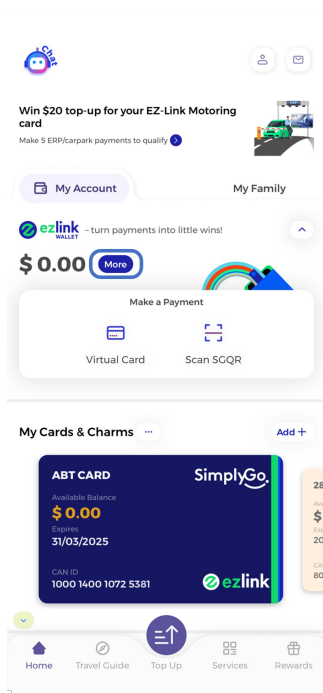 Chat
Win $20 top-up for your EZ-Link Motoring
card
Make 5 ERP/carpark payments to qualify
My Account
My Family
ezlink
WALLET
- turn payments into little wins!
$ 0.00
More
Make a Payment
Virtual Card
Scan SGQR
My Cards & Charms
Add +
ABT CARD
SimplyGo.
Available Balance
$ 0.00
Expires
31/03/2025
CAN ID
1000 1400 1072 5381
ezlink
28
$
20
80
Home
Travel Guide
Top Up
Services
Rewards